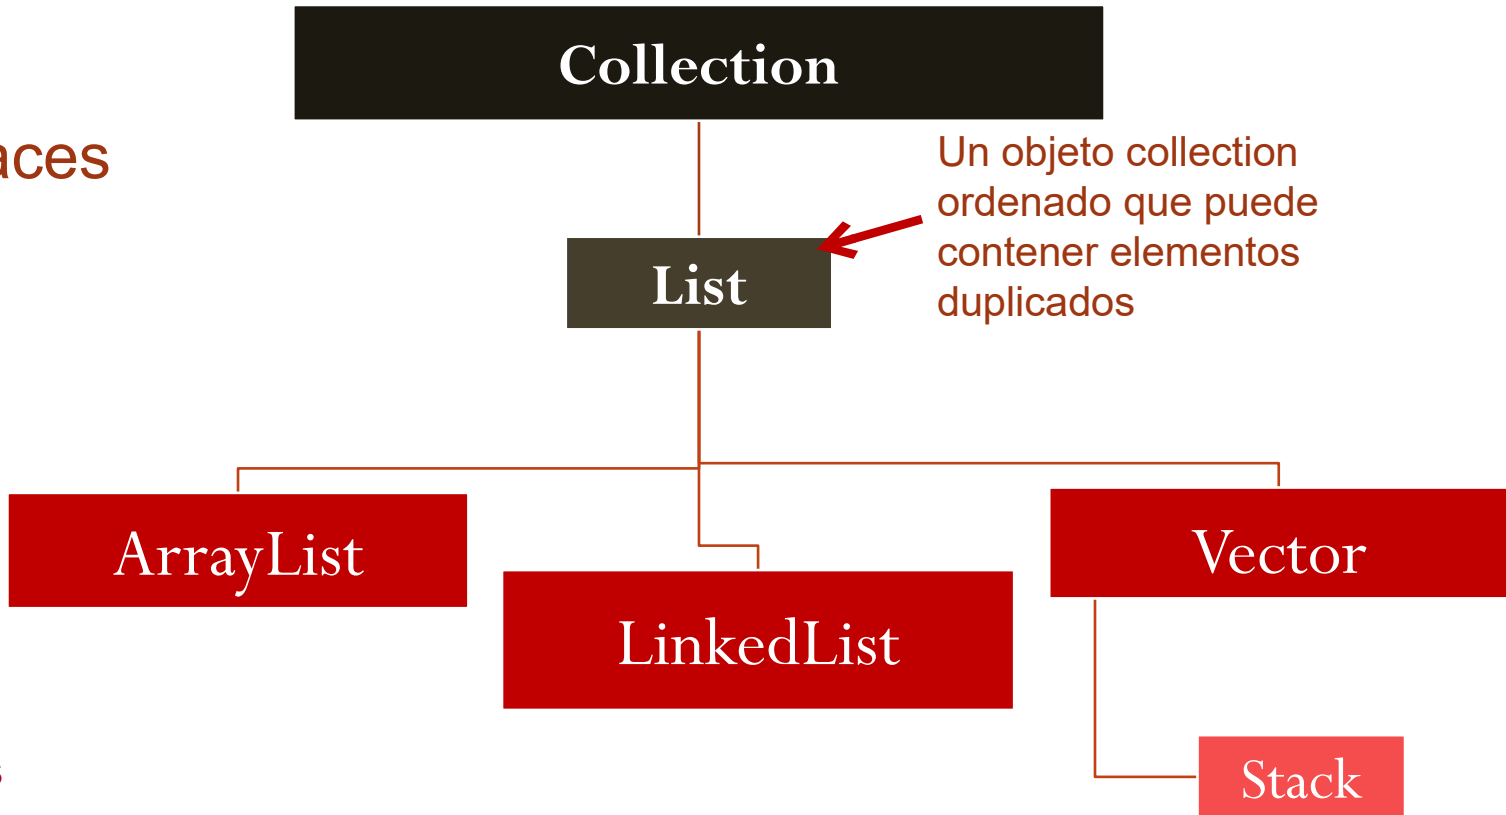 Collection
aces
Un objeto collection
ordenado que puede
contener elementos
duplicados
List
ArrayList
Vector
LinkedList
s
Stack